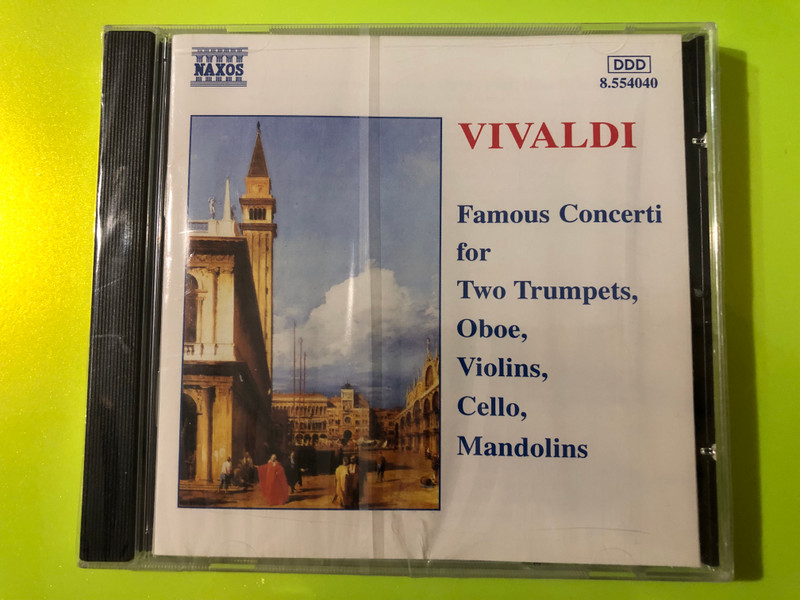 NAXOS
DDD
8.554040
VIVALDI
Famous Concerti
for
Two Trumpets,
Oboe,
Violins,
Cello,
Mandolins